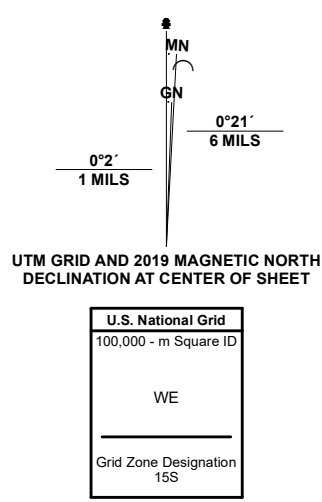 MN
GN
0°21´
6 MILS
0°2´
1 MILS
UTM GRID AND 2019 MAGNETIC NORTH
DECLINATION AT CENTER OF SHEET
U.S. National Grid
100,000 - m Square ID
WE
Grid Zone Designation
15S